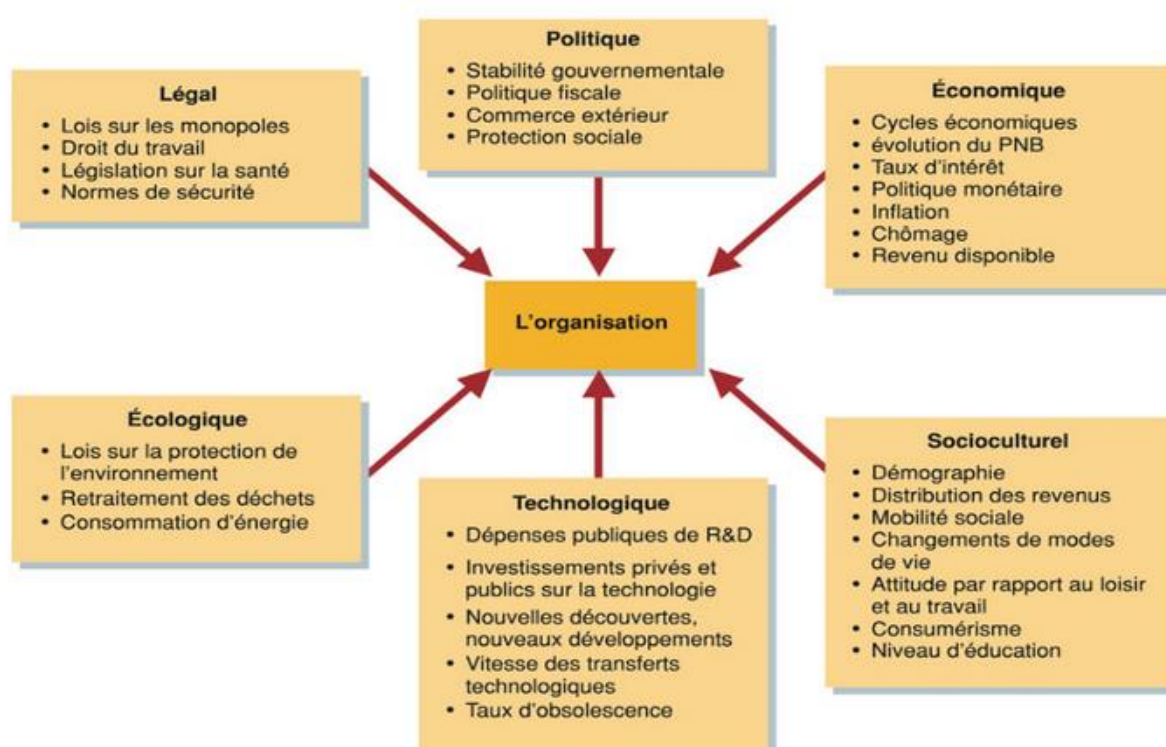 Politique
• Stabilité gouvernementale
• Politique fiscale
• Commerce extérieur
• Protection sociale
Légal
• Lois sur les monopoles
• Droit du travail
• Législation sur la santé
• Normes de sécurité
Économique
• Cycles économiques
• évolution du PNB
• Taux d'intérêt
• Politique monétaire
• Inflation
• Chômage
• Revenu disponible
L'organisation
Écologique
• Lois sur la protection de
l'environnement
• Retraitement des déchets
• Consommation d'énergie
Technologique
• Dépenses publiques de R&D
• Investissements privés et
publics sur la technologie
• Nouvelles découvertes,
nouveaux développements
• Vitesse des transferts
technologiques
• Taux d'obsolescence
Socioculturel
• Démographie
• Distribution des revenus
• Mobilité sociale
• Changements de modes
de vie
• Attitude par rapport au loisir
et au travail
• Consumérisme
• Niveau d'éducation